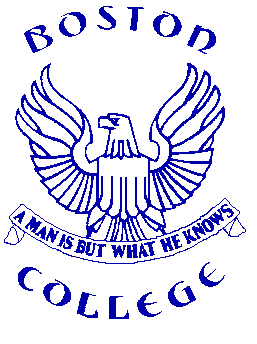 BOSTON
A MAN IS BUT WHAT HE KNOWS
COLLEGE